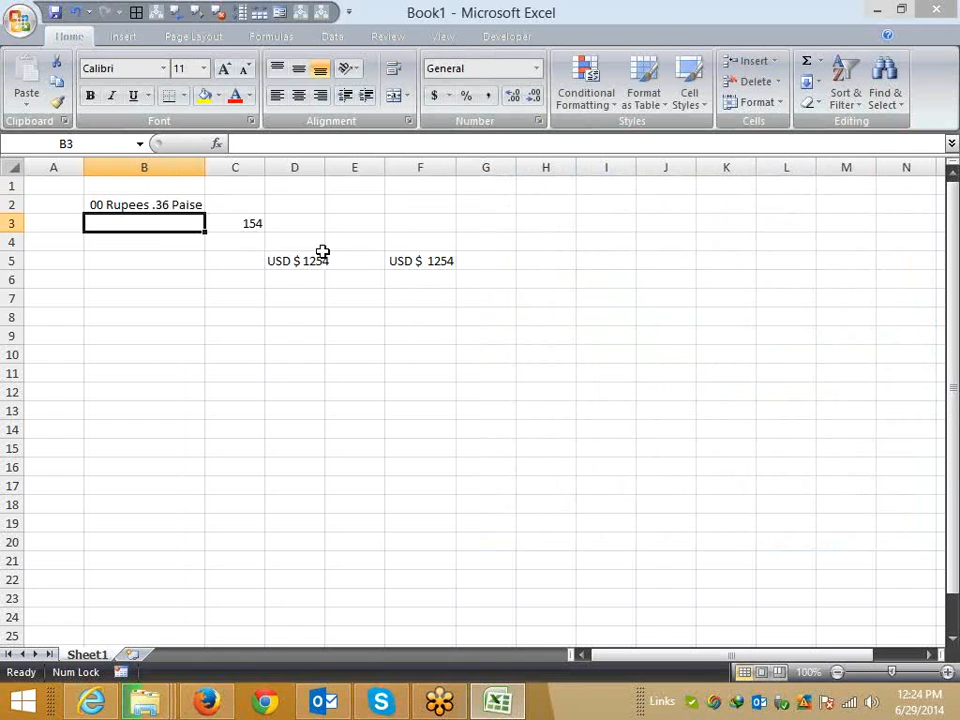 Book1 - Microsoft Excel
Home Insert Page Layout Formulas Data Review View Developer
Calibri 11 General Insert
Paste Delete
B I U $ % , Conditional Formatting Format as Table Cell Styles Format Sort & Filter Find & Select
Clipboard Font Alignment Number Styles Cells Editing
B3 fx
A B C D E F G H I J K L M N
1
2 00 Rupees .36 Paise
3 154
4
5 USD $ 1254 USD $ 1254
6
7
8
9
10
11
12
13
14
15
16
17
18
19
20
21
22
23
24
25
Sheet1
Ready Num Lock 100%
Links 12:24 PM
6/29/2014